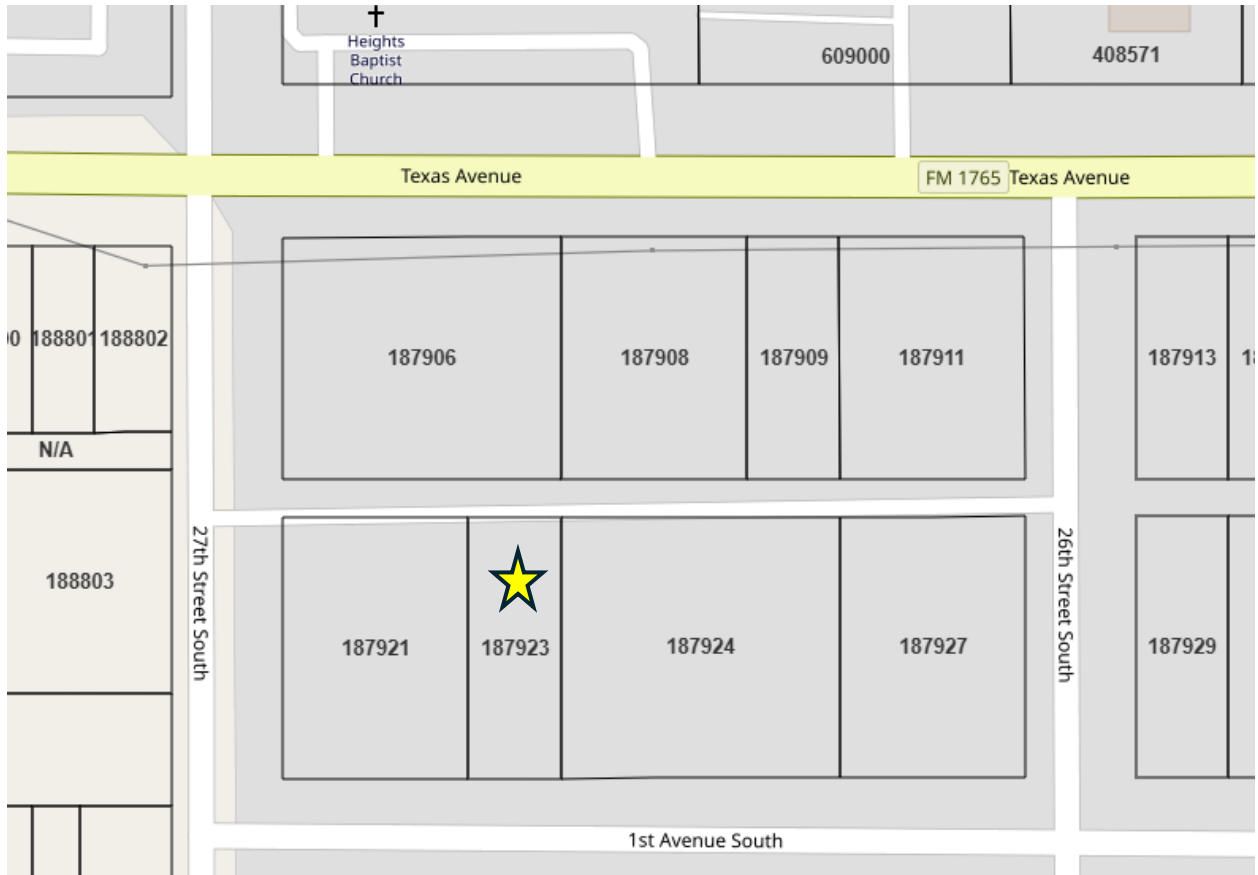 Heights
Baptist
Church
609000
408571
Texas Avenue
FM 1765
Texas Avenue
188801
188802
187906
187908
187909
187911
187913
N/A
27th Street South
26th Street South
188803
187921
187923
187924
187927
187929
1st Avenue South